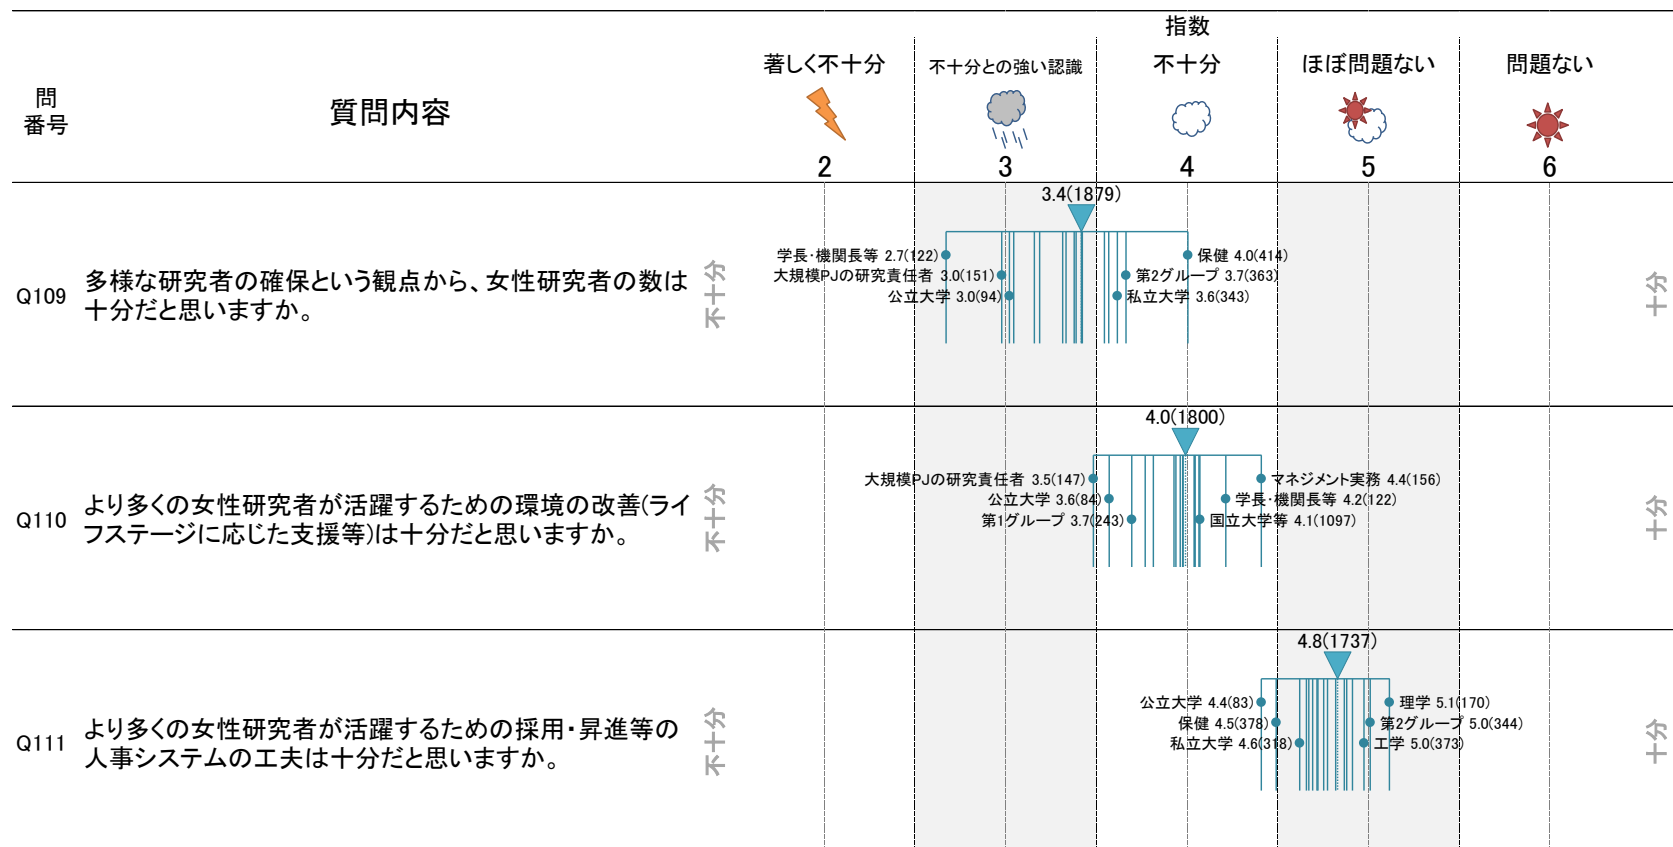 指数
著しく不十分
不十分との強い認識
不十分
ほぼ問題ない
問題ない
問
番号
質問内容
2
3
4
5
6
3.4(1879)
Q109
多様な研究者の確保という観点から、女性研究者の数は
十分だと思いますか。
不十分
学長・機関長等 2.7(122)
大規模PJの研究責任者 3.0(151)
公立大学 3.0(94)
保健 4.0(414)
第2グループ 3.7(363)
私立大学 3.6(343)
十分
4.0(1800)
Q110
より多くの女性研究者が活躍するための環境の改善(ライ
フステージに応じた支援等)は十分だと思いますか。
不十分
大規模PJの研究責任者 3.5(147)
公立大学 3.6(84)
第1グループ 3.7(243)
マネジメント実務 4.4(156)
学長・機関長等 4.2(122)
国立大学等 4.1(1097)
十分
4.8(1737)
Q111
より多くの女性研究者が活躍するための採用・昇進等の
人事システムの工夫は十分だと思いますか。
不十分
公立大学 4.4(83)
保健 4.5(378)
私立大学 4.6(318)
理学 5.1(170)
第2グループ 5.0(344)
工学 5.0(373)
十分